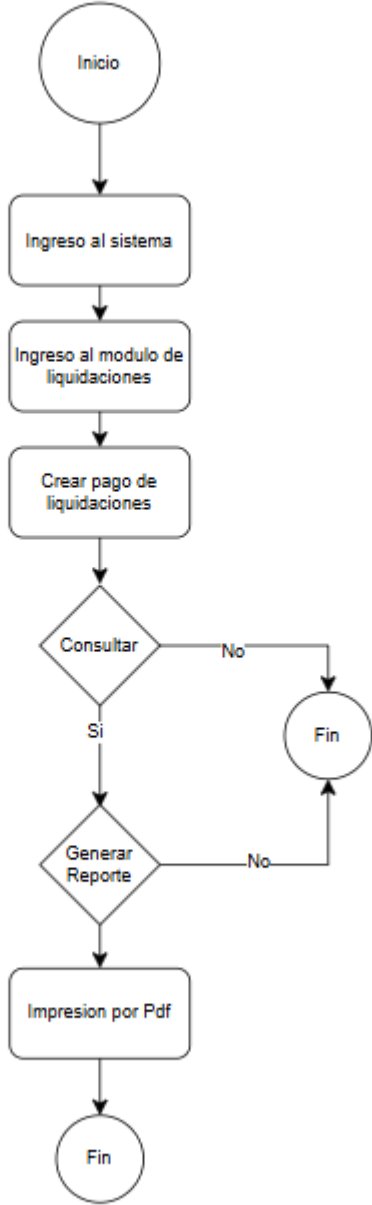 Inicio
Ingreso al sistema
Ingreso al modulo de
liquidaciones
Crear pago de
liquidaciones
Consultar
No
Si
Fin
Generar
Reporte
No
Impresion por Pdf
Fin